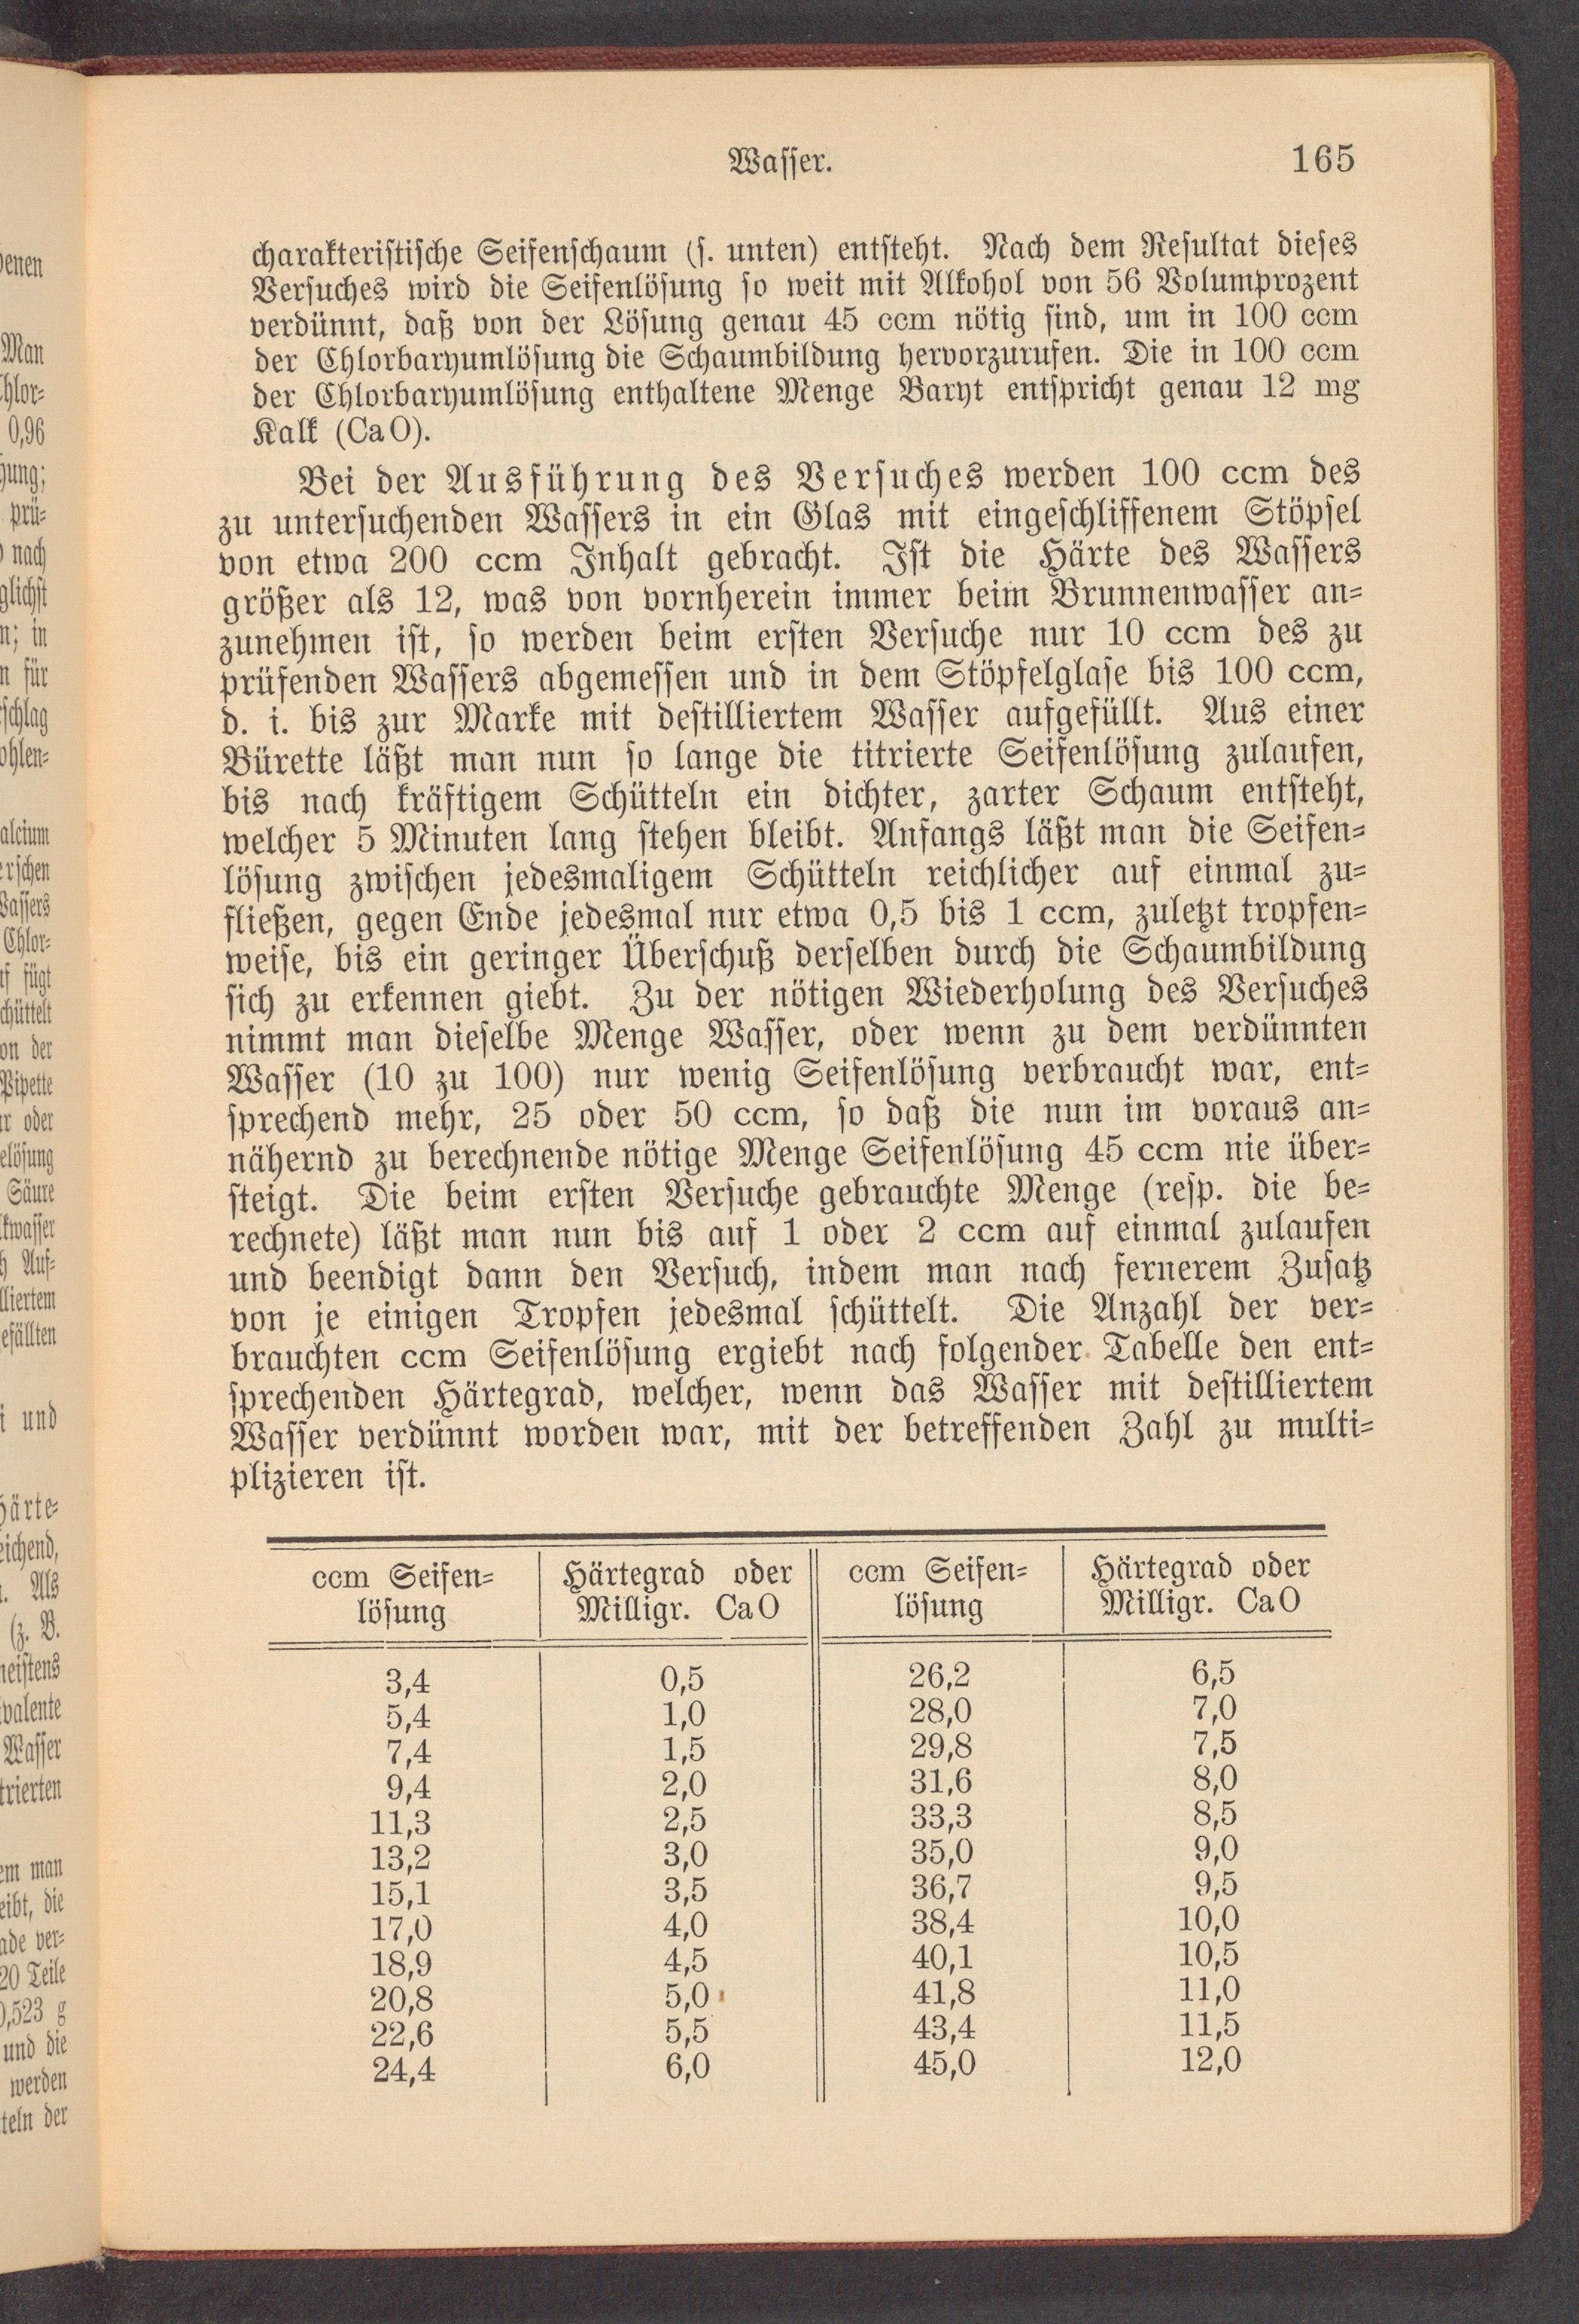 Wasser. 165
charakteristische Seifenschaum (s. unten) entsteht. Nach dem Resultat dieses
Versuches wird die Seifenlösung so weit mit Alkohol von 56 Volumprozent
verdünnt, daß von der Lösung genau 45 ccm nötig sind, um in 100 ccm
der Chlorbaryumlösung die Schaumbildung hervorzurufen. Die in 100 ccm
der Chlorbaryumlösung enthaltene Menge Baryt entspricht genau 12 mg
Kalk (CaO).
Bei der Ausführung des Versuches werden 100 ccm des
zu untersuchenden Wassers in ein Glas mit eingeschliffenem Stöpsel
von etwa 200 ccm Inhalt gebracht. Ist die Härte des Wassers
größer als 12, was von vornherein immer beim Brunnenwasser an-
zunehmen ist, so werden beim ersten Versuche nur 10 ccm des zu
prüfenden Wassers abgemessen und in dem Stöpselglase bis 100 ccm,
d. i. bis zur Marke mit destilliertem Wasser aufgefüllt. Aus einer
Bürette läßt man nun so lange die titrierte Seifenlösung zulaufen,
bis nach kräftigem Schütteln ein dichter, zarter Schaum entsteht,
welcher 5 Minuten lang stehen bleibt. Anfangs läßt man die Seifen-
lösung zwischen jedesmaligem Schütteln reichlicher auf einmal zu-
fließen, gegen Ende jedesmal nur etwa 0,5 bis 1 ccm, zuletzt tropfen-
weise, bis ein geringer Überschuß derselben durch die Schaumbildung
sich zu erkennen giebt. Zu der nötigen Wiederholung des Versuches
nimmt man dieselbe Menge Wasser, oder wenn zu dem verdünnten
Wasser (10 zu 100) nur wenig Seifenlösung verbraucht war, ent-
sprechend mehr, 25 oder 50 ccm, so daß die nun im voraus an-
nähernd zu berechnende nötige Menge Seifenlösung 45 ccm nie über-
steigt. Die beim ersten Versuche gebrauchte Menge (resp. die be-
rechnete) läßt man nun bis auf 1 oder 2 ccm auf einmal zulaufen
und beendigt dann den Versuch, indem man nach fernerem Zusatz
von je einigen Tropfen jedesmal schüttelt. Die Anzahl der ver-
brauchten ccm Seifenlösung ergiebt nach folgender Tabelle den ent-
sprechenden Härtegrad, welcher, wenn das Wasser mit destilliertem
Wasser verdünnt worden war, mit der betreffenden Zahl zu multi-
plizieren ist.
ccm Seifen- Härtegrad oder ccm Seifen- Härtegrad oder
lösung Milligr. CaO lösung Milligr. CaO
3,4 0,5 26,2 6,5
5,4 1,0 28,0 7,0
7,4 1,5 29,8 7,5
9,4 2,0 31,6 8,0
11,3 2,5 33,3 8,5
13,2 3,0 35,0 9,0
15,1 3,5 36,7 9,5
17,0 4,0 38,4 10,0
18,9 4,5 40,1 10,5
20,8 5,0 41,8 11,0
22,6 5,5 43,4 11,5
24,4 6,0 45,0 12,0